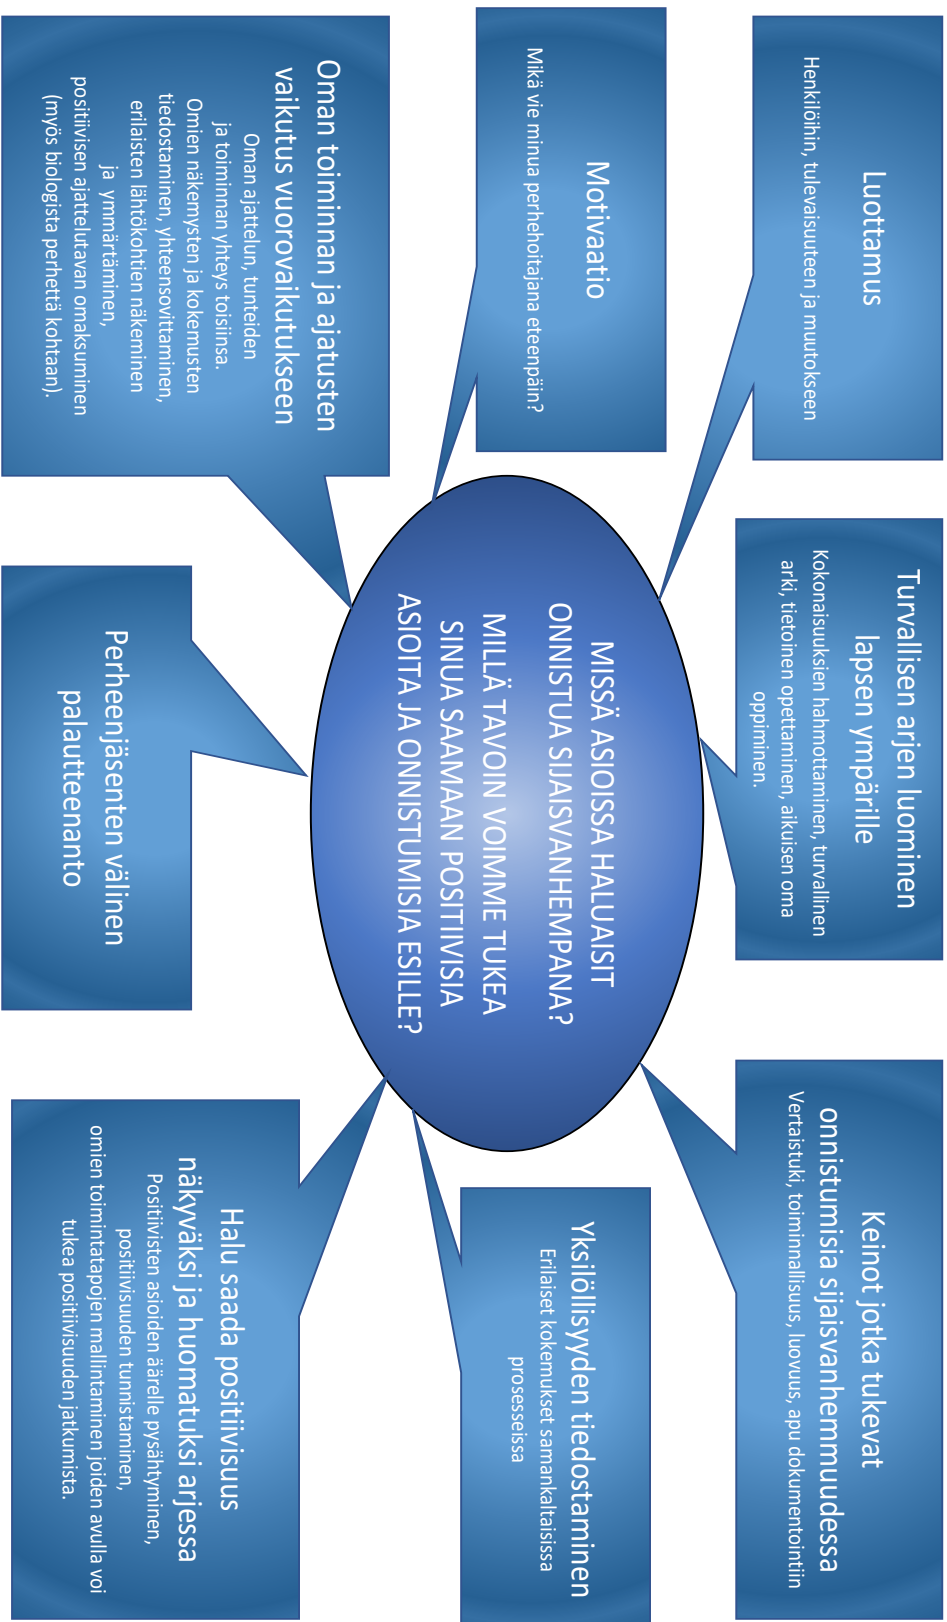 Luottamus
Henkilöihin, tulevaisuuteen ja muutokseen
Turvallisen arjen luominen
lapsen ympärille
Kokonaisuuksien hahmottaminen, turvallinen
arki, tietoinen opettaminen, aikuisen oma
oppiminen.
Keinot jotka tukevat
onnistumisia sijaisvanhemmuudessa
Vertaistuki, toiminnallisuus, luovuus, apu dokumentointiin
Motivaatio
Mikä vie minua perhehoitajana eteenpäin?
MISSÄ ASIOISSA HALUAISIT
ONNISTUA SIJAISVANHEMPANA?
MILLÄ TAVOIN VOIMME TUKEA
SINUA SAAMAAN POSITIIVISIA
ASIOITA JA ONNISTUMISIA ESILLE?
Yksilöllisyyden tiedostaminen
Erilaiset kokemukset samankaltaisissa
prosesseissa
Oman toiminnan ja ajatusten
vaikutus vuorovaikutukseen
Oman ajattelun, tunteiden
ja toiminnan yhteys toisiinsa.
Omien näkemysten ja kokemusten
tiedostaminen, yhteensovittaminen,
erilaisten lähtökohtien näkeminen
ja ymmärtäminen,
positiivisen ajattelutavan omaksuminen
(myös biologista perhettä kohtaan).
Perheenjäsenten välinen
palautteenanto
Halu saada positiivisuus
näkyväksi ja huomatuksi arjessa
Positiivisten asioiden äärelle pysähtyminen,
positiivisuuden tunnistaminen,
omien toimintatapojen mallintaminen joiden avulla voi
tukea positiivisuuden jatkumista.